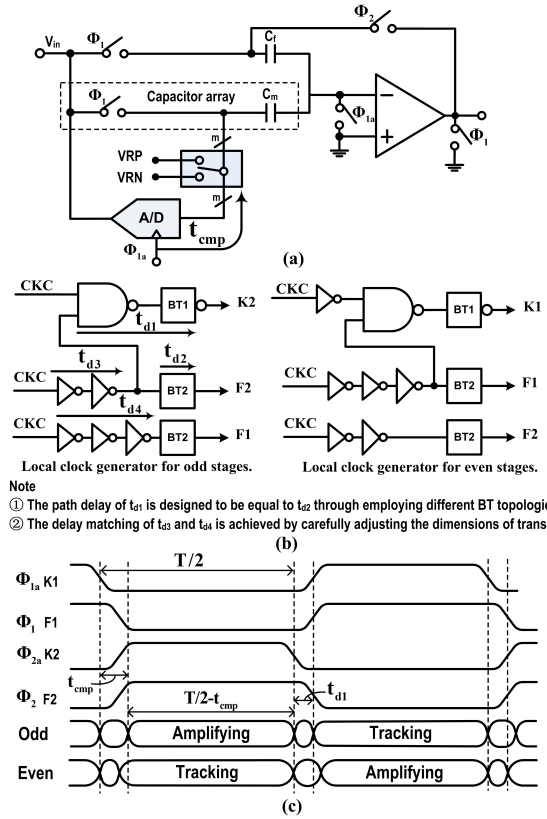 Φ2
Vin
Φ1
Cf
Φ1
Capacitor array
Cm
Φ1a
Φ1
m
VRP
VRN
m
A/D
tcmp
Φ1a
(a)
CKC
BT1
K2
td1
td3
td2
CKC
BT2
F2
td4
CKC
BT2
F1
Local clock generator for odd stages.
CKC
BT1
K1
CKC
BT2
F1
CKC
BT2
F2
Local clock generator for even stages.
Note
① The path delay of td1 is designed to be equal to td2 through employing different BT topologie
② The delay matching of td3 and td4 is achieved by carefully adjusting the dimensions of trans
(b)
T/2
Φ1a K1
Φ1 F1
Φ2a K2
tcmp
Φ2 F2
T/2-tcmp
td1
Odd
Amplifying
Tracking
Even
Tracking
Amplifying
(c)